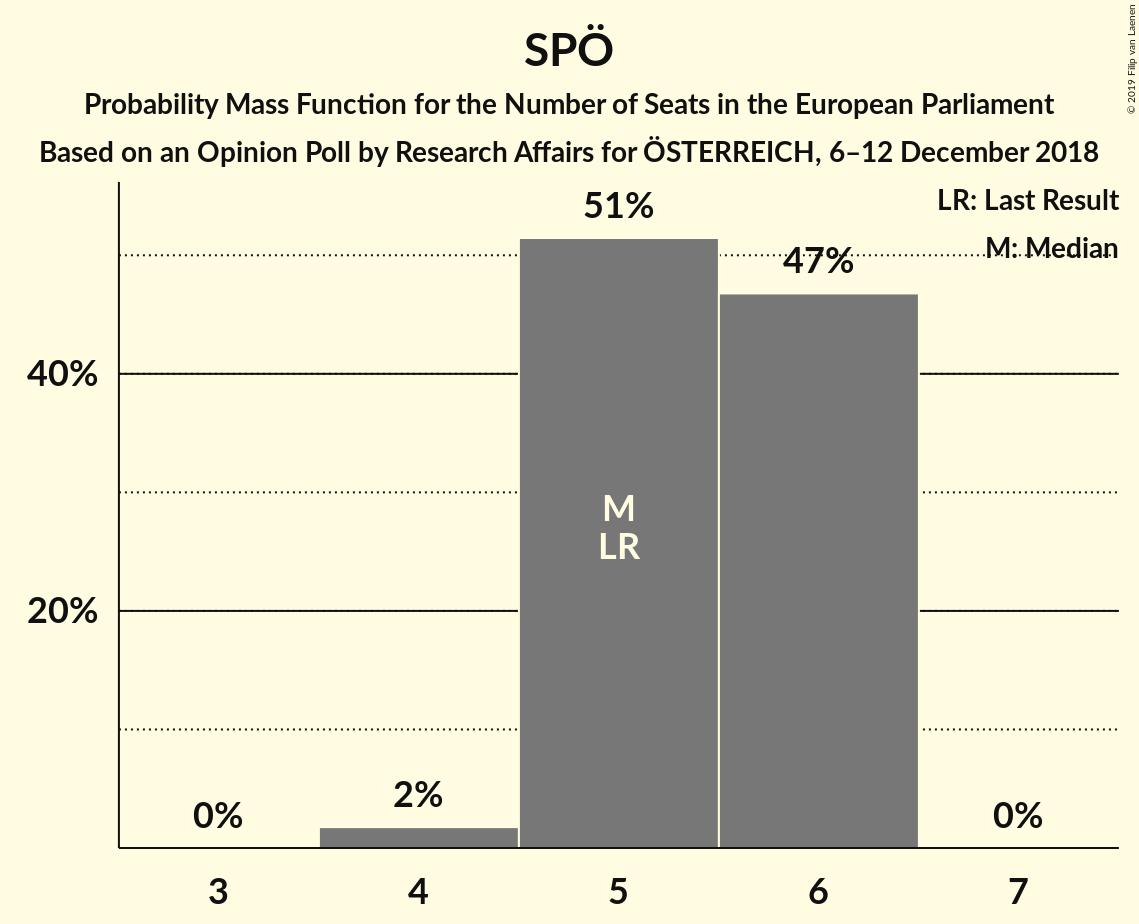 SPÖ
Probability Mass Function for the Number of Seats in the European Parliament
Based on an Opinion Poll by Research Affairs for ÖSTERREICH, 6–12 December 2018
© 2019 Filip van Laenen
LR: Last Result
M: Median
51%
47%
40%
M
LR
20%
2%
0%
0%
3
4
5
6
7